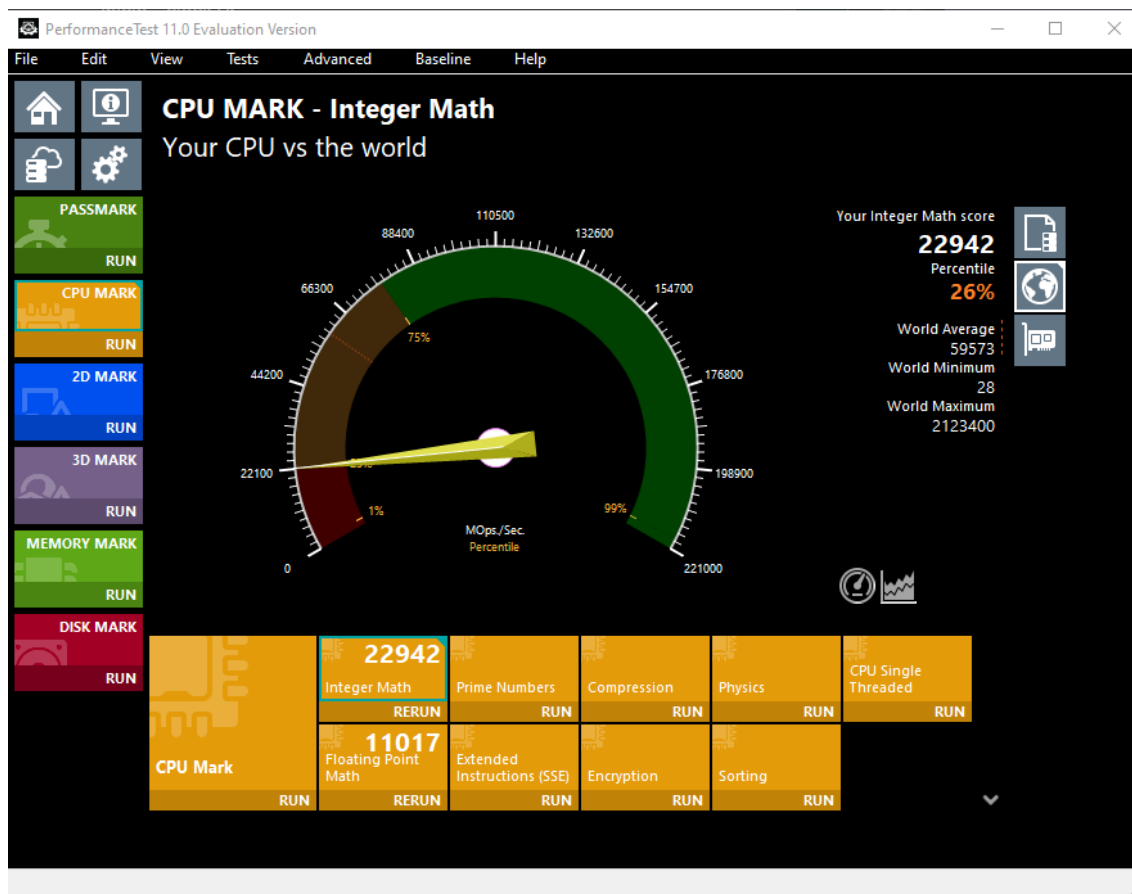 PerformanceTest 11.0 Evaluation Version
File Edit View Tests Advanced Baseline Help
CPU MARK - Integer Math
Your CPU vs the world
PASSMARK
RUN
CPU MARK
RUN
2D MARK
RUN
3D MARK
RUN
MEMORY MARK
RUN
DISK MARK
RUN
0
22100
44200
66300
88400
110500
132600
154700
176800
198900
221000
1%
75%
99%
MOps./Sec.
Percentile
Your Integer Math score
22942
Percentile
26%
World Average
59573
World Minimum
28
World Maximum
2123400
CPU Mark
RUN
22942
Integer Math
RERUN
Prime Numbers
RUN
Compression
RUN
Physics
RUN
CPU Single
Threaded
RUN
11017
Floating Point
Math
RERUN
Extended
Instructions (SSE)
RUN
Encryption
RUN
Sorting
RUN